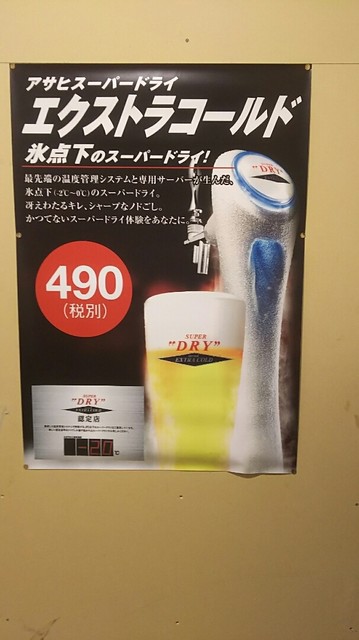 アサヒスーパードライ
エクストラコールド
氷点下のスーパードライ!
最先端の温度管理システムと専用サーバーが生んだ、
氷点下(-2℃~0℃)のスーパードライ。
冴えわたるキレ、シャープなノドごし。
かつてないスーパードライ体験をあなたに。
"DRY"
490
(税別)
SUPER
"DRY"
EXTRA COLD
SUPER
"DRY"
EXTRA COLD
認定店
℃